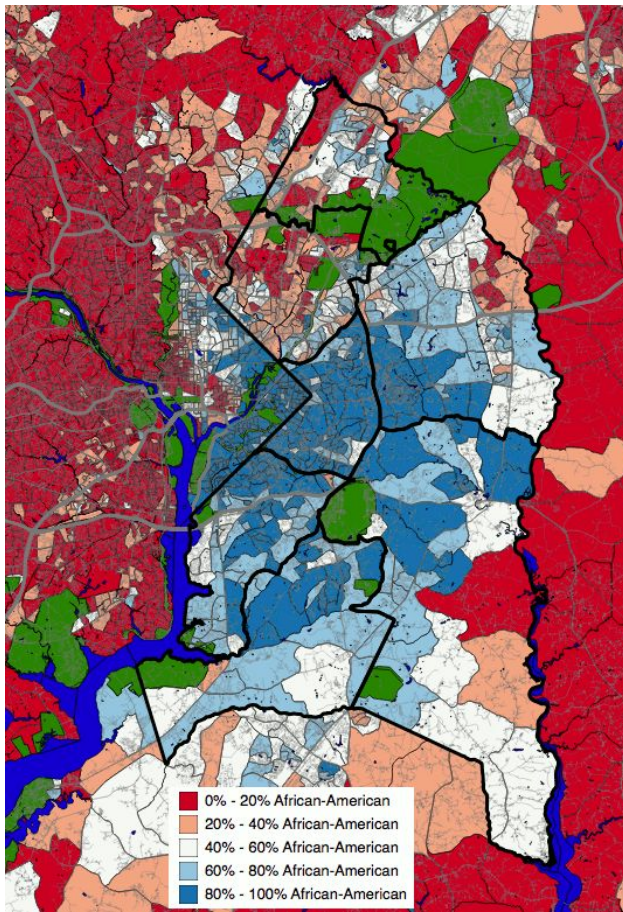 0% - 20% African-American
20% - 40% African-American
40% - 60% African-American
60% - 80% African-American
80% - 100% African-American